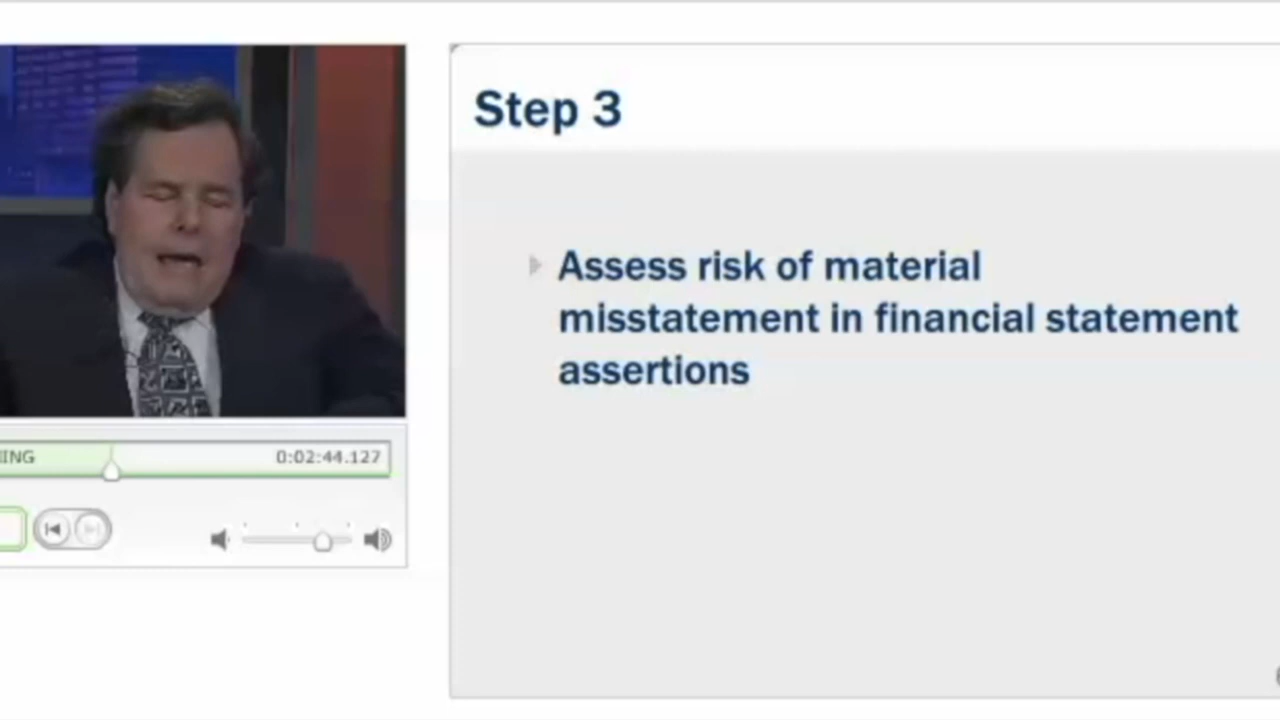 Step 3
Assess risk of material
misstatement in financial statement
assertions
ING
0:02:44.127